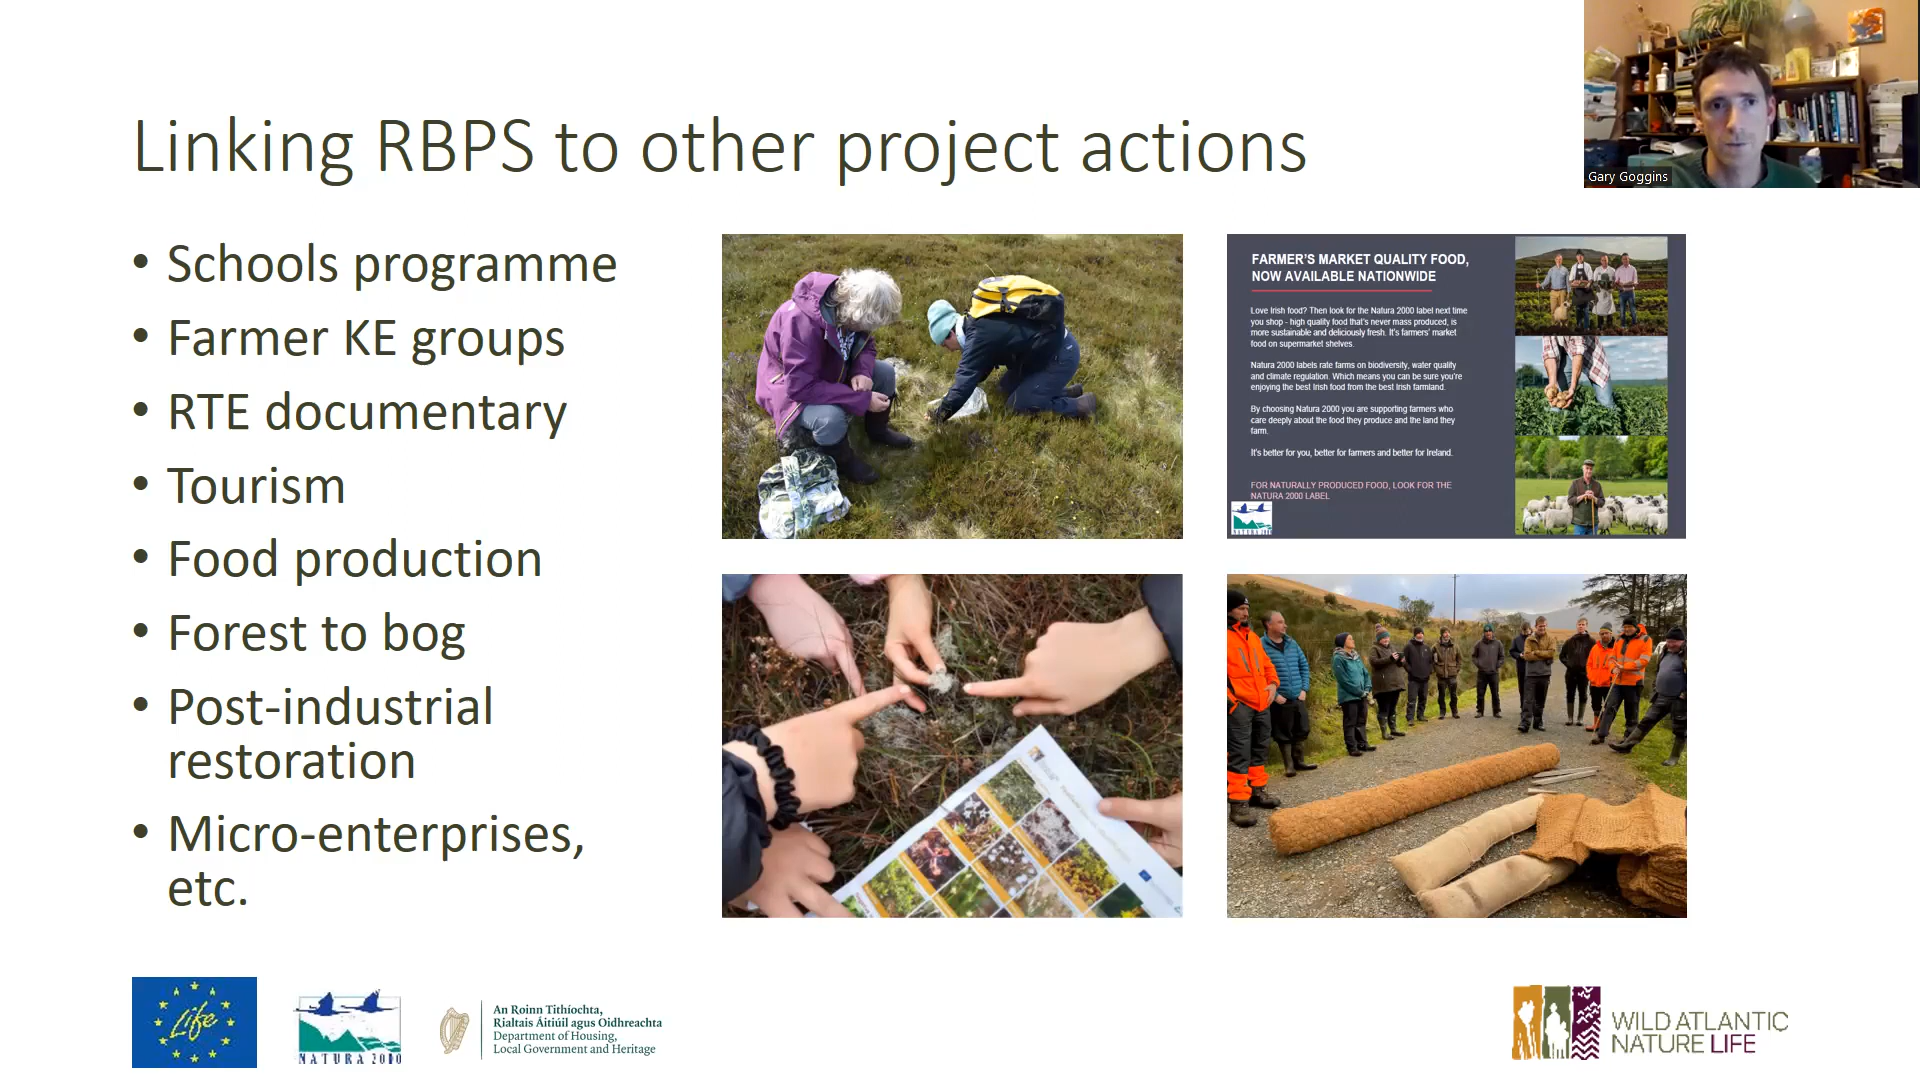 Linking RBPS to other project actions
Gary Goggins
• Schools programme
• Farmer KE groups
• RTE documentary
• Tourism
• Food production
• Forest to bog
• Post-industrial
restoration
• Micro-enterprises,
etc.
FARMER'S MARKET QUALITY FOOD,
NOW AVAILABLE NATIONWIDE
Love Irish food? Then look for the Natura 2000 label next time
you shop - high quality food that's never mass produced, is
more sustainable and deliciously fresh. It's farmers' market
food on supermarket shelves.
Natura 2000 labels rate farms on biodiversity, water quality
and climate regulation. Which means you can be sure you're
enjoying the best Irish food from the best Irish farmland.
By choosing Natura 2000 you are supporting farmers who
care deeply about the food they produce and the land they
farm.
It's better for you, better for farmers and better for Ireland.
FOR NATURALLY PRODUCED FOOD, LOOK FOR THE
NATURA 2000 LABEL
Life
NATURA 2000
An Roinn Tithíochta,
Rialtais Áitiúil agus Oidhreachta
Department of Housing,
Local Government and Heritage
WILD ATLANTIC
NATURE LIFE